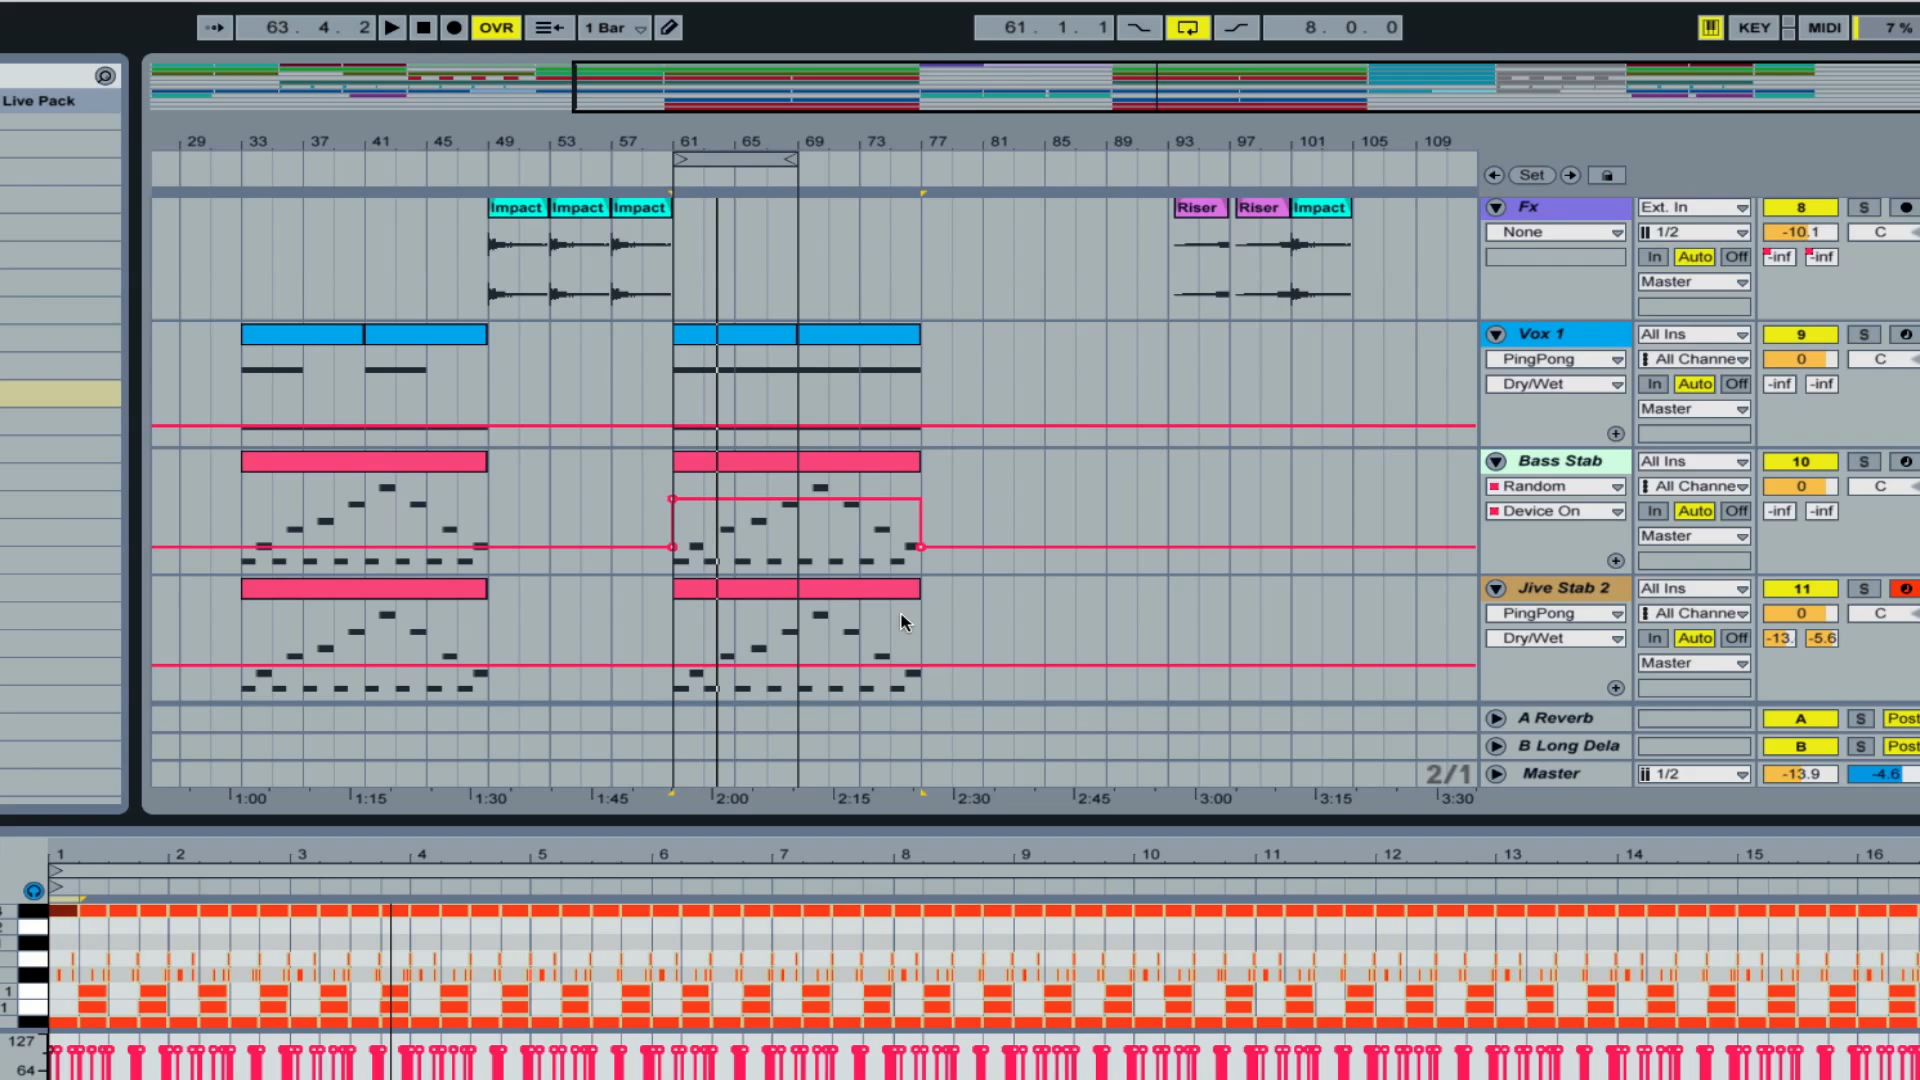 63. 4. 2
OVR
1 Bar
61. 1. 1
8. 0. 0
KEY
MIDI
7 %
Live Pack
29 33 37 41 45 49 53 57 61 65 69 73 77 81 85 89 93 97 101 105 109
Set
Impact Impact Impact Riser Riser Impact
Fx Ext. In 8 S
None 1/2 -10.1 C
In Auto Off -inf -inf
Master
Vox 1 All Ins 9 S
PingPong All Channe 0 C
Dry/Wet In Auto Off -inf -inf
Master
Bass Stab All Ins 10 S
Random All Channe 0 C
Device On In Auto Off -inf -inf
Master
Jive Stab 2 All Ins 11 S
PingPong All Channe 0 C
Dry/Wet In Auto Off -13. -5.6
Master
A Reverb A S Post
B Long Dela B S Post
2/1 Master 1/2 -13.9 -4.6
1:00 1:15 1:30 1:45 2:00 2:15 2:30 2:45 3:00 3:15 3:30
1 2 3 4 5 6 7 8 9 10 11 12 13 14 15 16
1
1
127
64